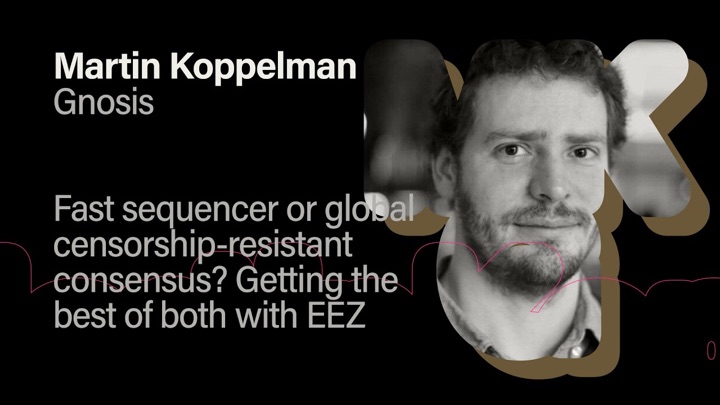 Martin Koppelman
Gnosis
Fast sequencer or global
censorship-resistant
consensus? Getting the
best of both with EEZ